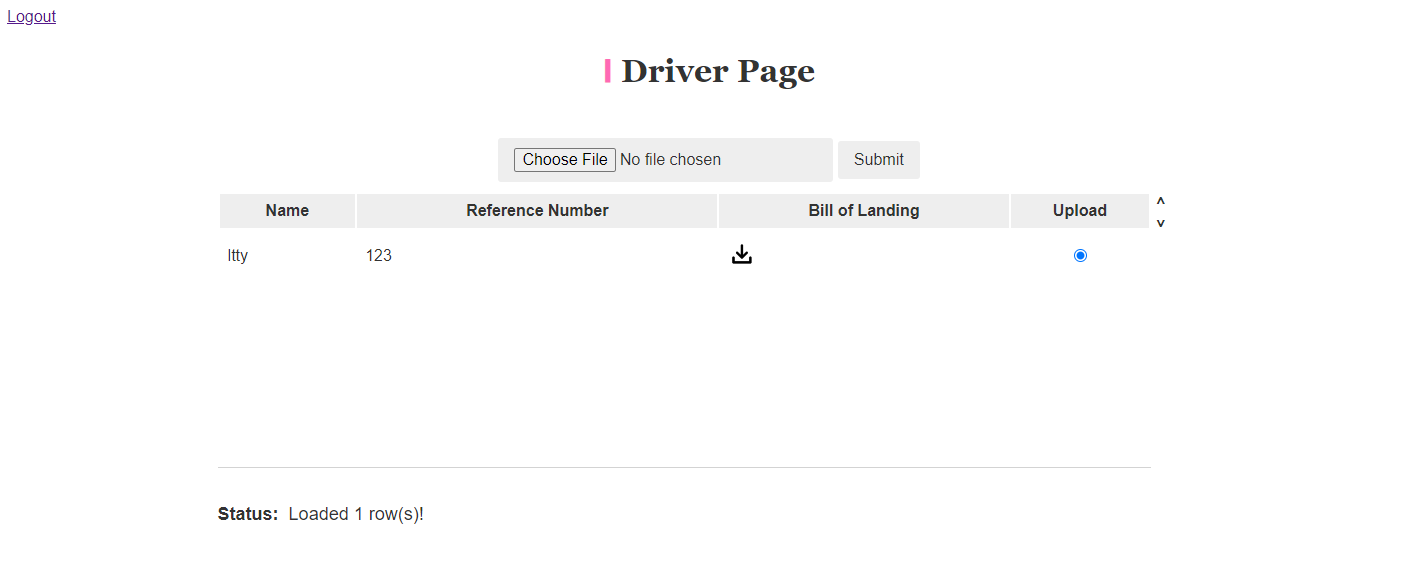 Logout
| Driver Page
Choose File No file chosen Submit
Name Reference Number Bill of Landing Upload
Itty 123
Status: Loaded 1 row(s)!